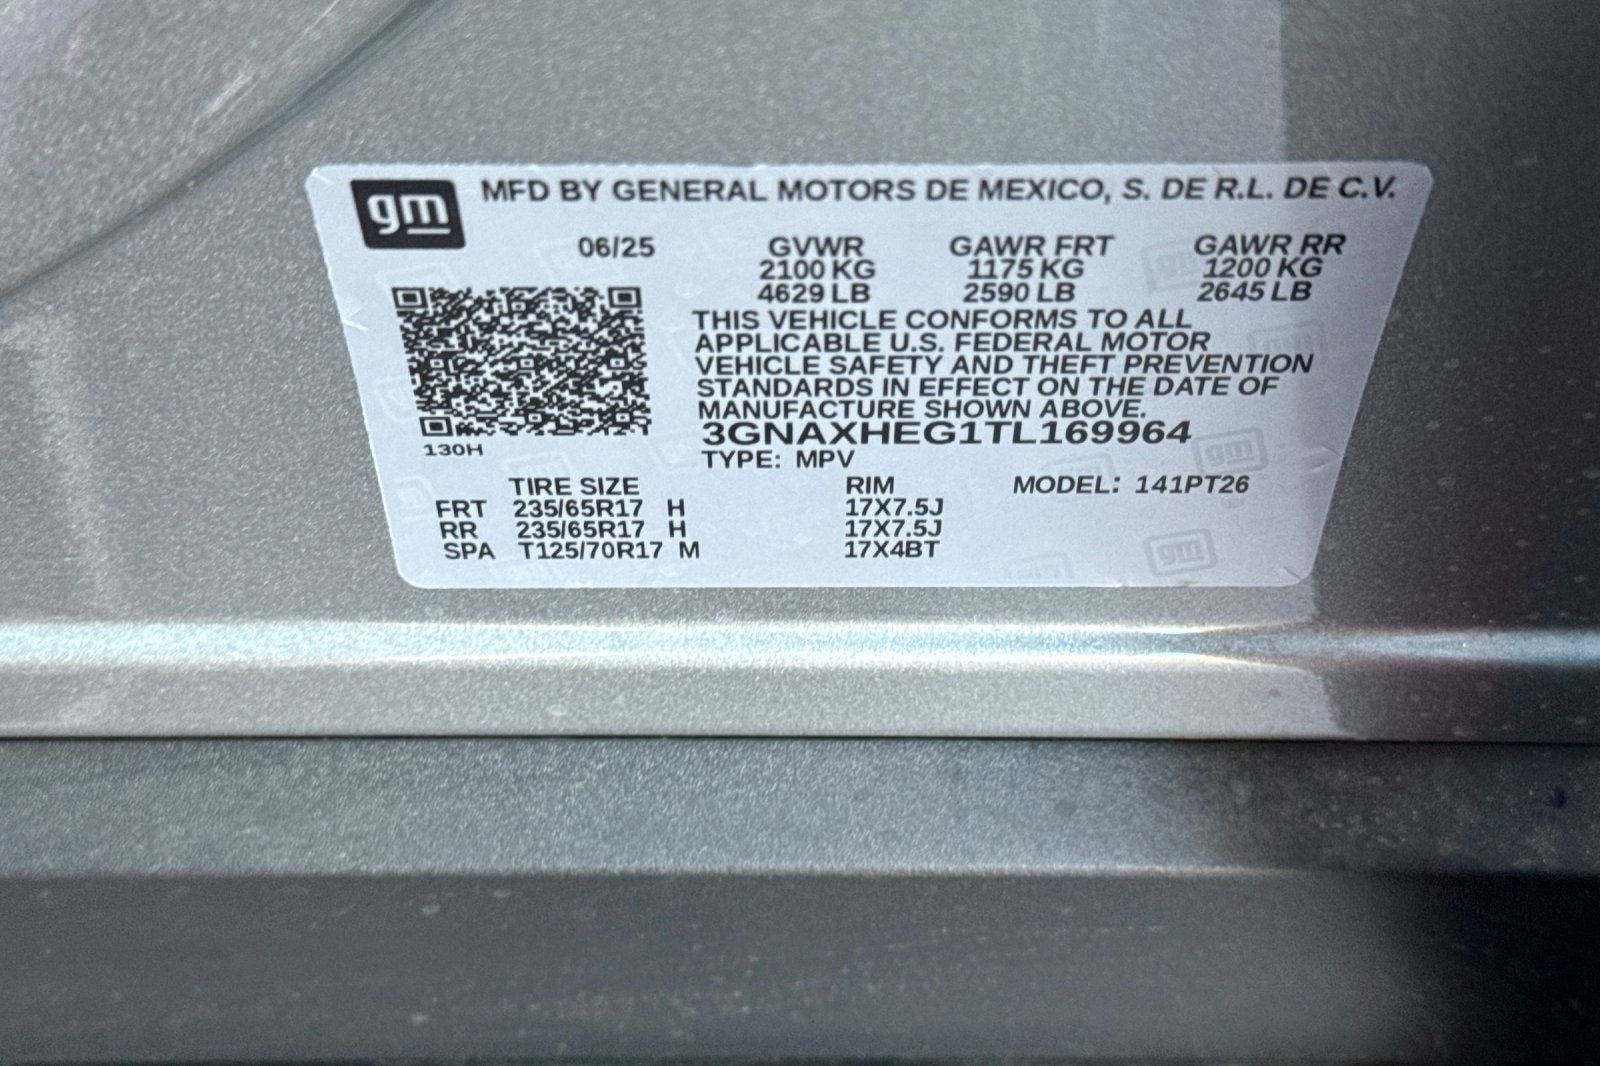 gm MFD BY GENERAL MOTORS DE MEXICO, S. DE R.L. DE C.V.
06/25 GVWR GAWR FRT GAWR RR
2100 KG 1175 KG 1200 KG
4629 LB 2590 LB 2645 LB
THIS VEHICLE CONFORMS TO ALL
APPLICABLE U.S. FEDERAL MOTOR
VEHICLE SAFETY AND THEFT PREVENTION
STANDARDS IN EFFECT ON THE DATE OF
MANUFACTURE SHOWN ABOVE.
3GNAXHEG1TL169964
130H
TYPE: MPV
TIRE SIZE RIM MODEL: 141PT26
FRT 235/65R17 H 17X7.5J
RR 235/65R17 H 17X7.5J
SPA T125/70R17 M 17X4BT